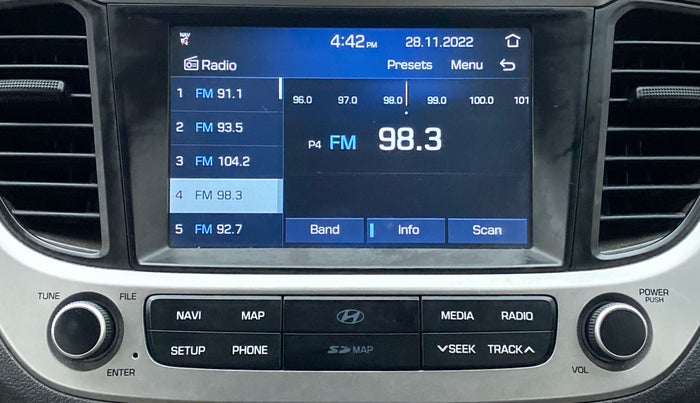 NAV 4:42 PM 28.11.2022
Radio Presets Menu
1 FM 91.1
2 FM 93.5
3 FM 104.2
4 FM 98.3
5 FM 92.7
96.0 97.0 98.0 99.0 100.0 101
P4 FM 98.3
Band Info Scan
TUNE FILE
ENTER
NAVI MAP
SETUP PHONE
SD MAP
MEDIA RADIO
SEEK TRACK
POWER
PUSH
VOL